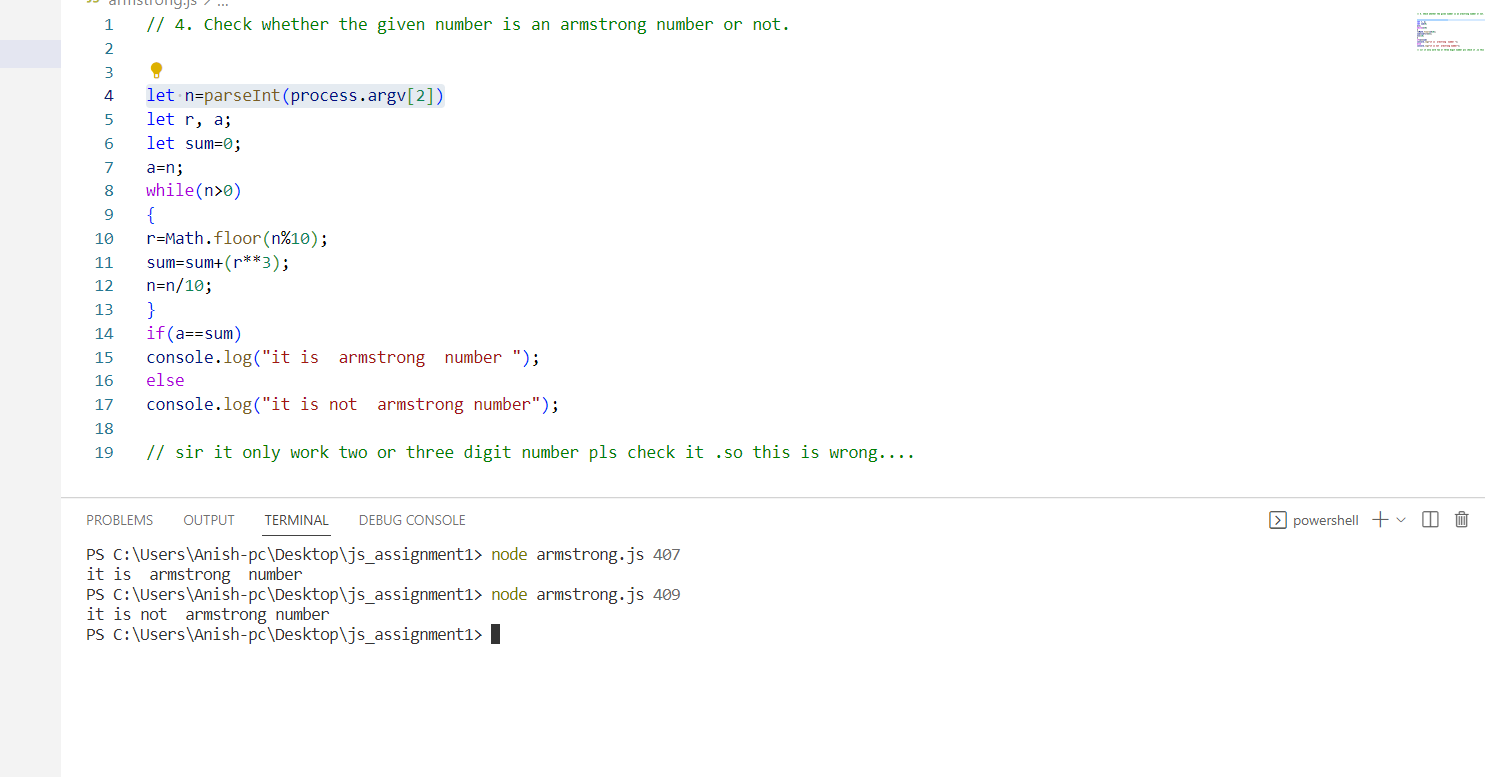 armstrong.js > ...
1 // 4. Check whether the given number is an armstrong number or not.
2
3
4 let n=parseInt(process.argv[2])
5 let r, a;
6 let sum=0;
7 a=n;
8 while(n>0)
9 {
10 r=Math.floor(n%10);
11 sum=sum+(r**3);
12 n=n/10;
13 }
14 if(a==sum)
15 console.log("it is  armstrong  number ");
16 else
17 console.log("it is not  armstrong number");
18
19 // sir it only work two or three digit number pls check it .so this is wrong....
PROBLEMS OUTPUT TERMINAL DEBUG CONSOLE powershell
PS C:\Users\Anish-pc\Desktop\js_assignment1> node armstrong.js 407
it is  armstrong  number
PS C:\Users\Anish-pc\Desktop\js_assignment1> node armstrong.js 409
it is not  armstrong number
PS C:\Users\Anish-pc\Desktop\js_assignment1>